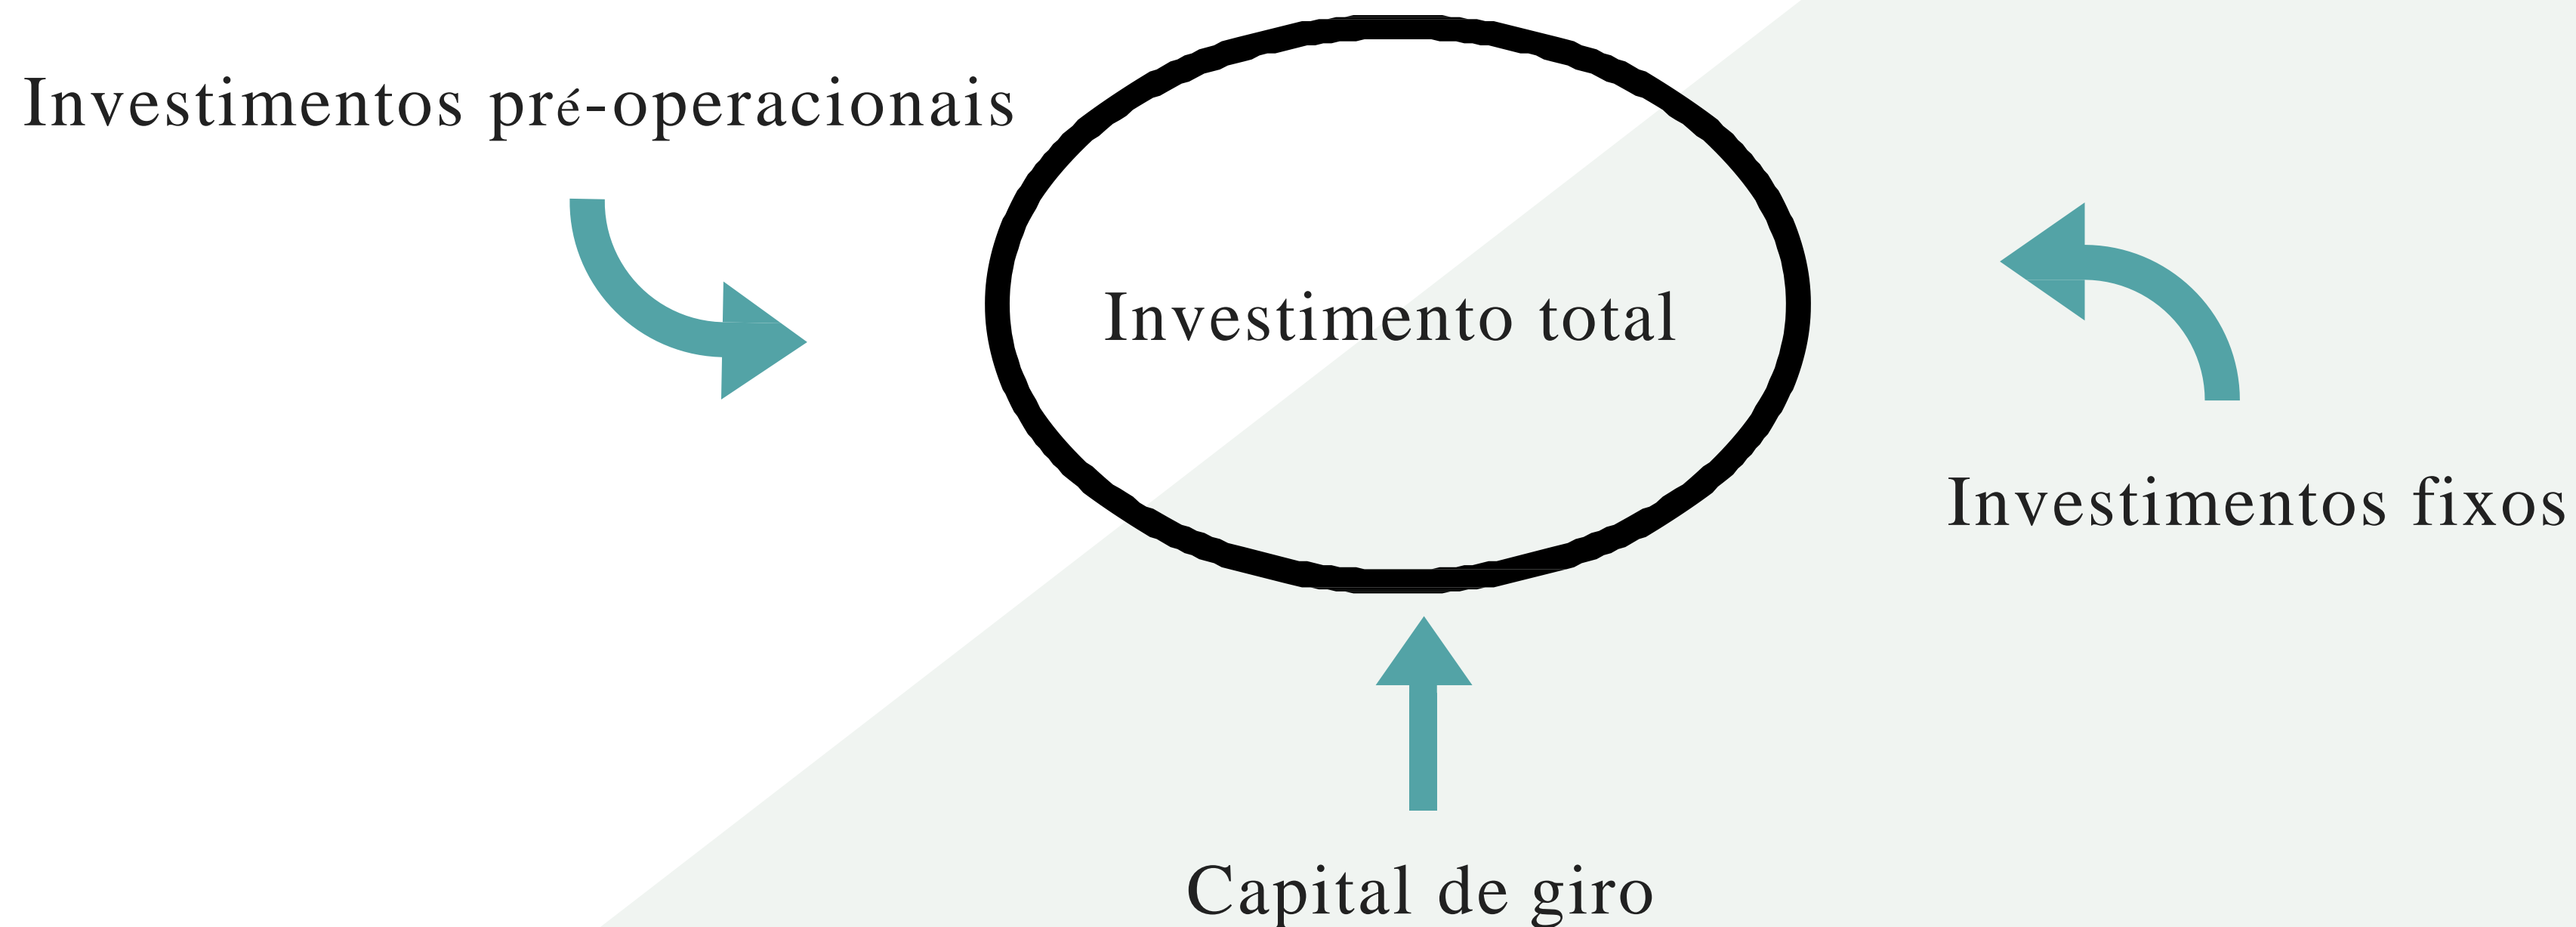 Investimentos pré-operacionais
Investimento total
Investimentos fixos
Capital de giro